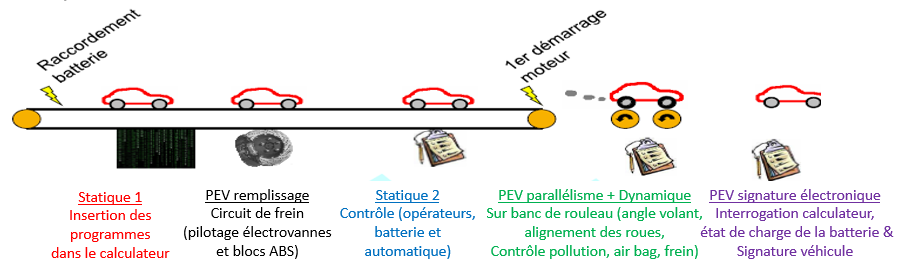 Raccordement
batterie
1er démarrage
moteur
Statique 1
Insertion des
programmes
dans le calculateur
PEV remplissage
Circuit de frein
(pilotage électrovannes
et blocs ABS)
Statique 2
Contrôle (opérateurs,
batterie et
automatique)
PEV parallélisme + Dynamique
Sur banc de rouleau (angle volant,
alignement des roues,
Contrôle pollution, air bag, frein)
PEV signature électronique
Interrogation calculateur,
état de charge de la batterie &
Signature véhicule